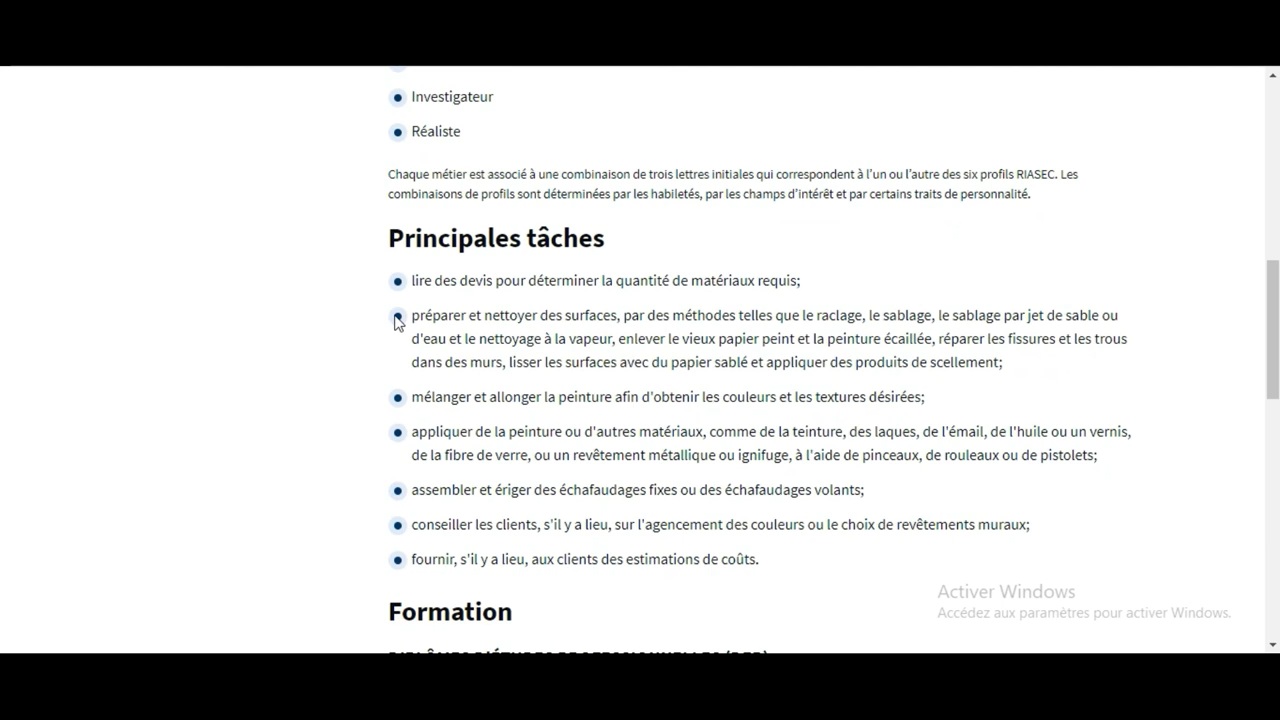 Investigateur
Réaliste
Chaque métier est associé à une combinaison de trois lettres initiales qui correspondent à l'un ou l'autre des six profils RIASEC. Les
combinaisons de profils sont déterminées par les habiletés, par les champs d'intérêt et par certains traits de personnalité.
Principales tâches
lire des devis pour déterminer la quantité de matériaux requis;
préparer et nettoyer des surfaces, par des méthodes telles que le raclage, le sablage, le sablage par jet de sable ou
d'eau et le nettoyage à la vapeur, enlever le vieux papier peint et la peinture écaillée, réparer les fissures et les trous
dans des murs, lisser les surfaces avec du papier sablé et appliquer des produits de scellement;
mélanger et allonger la peinture afin d'obtenir les couleurs et les textures désirées;
appliquer de la peinture ou d'autres matériaux, comme de la teinture, des laques, de l'émail, de l'huile ou un vernis,
de la fibre de verre, ou un revêtement métallique ou ignifuge, à l'aide de pinceaux, de rouleaux ou de pistolets;
assembler et ériger des échafaudages fixes ou des échafaudages volants;
conseiller les clients, s'il y a lieu, sur l'agencement des couleurs ou le choix de revêtements muraux;
fournir, s'il y a lieu, aux clients des estimations de coûts.
Activer Windows
Accédez aux paramètres pour activer Windows.
Formation